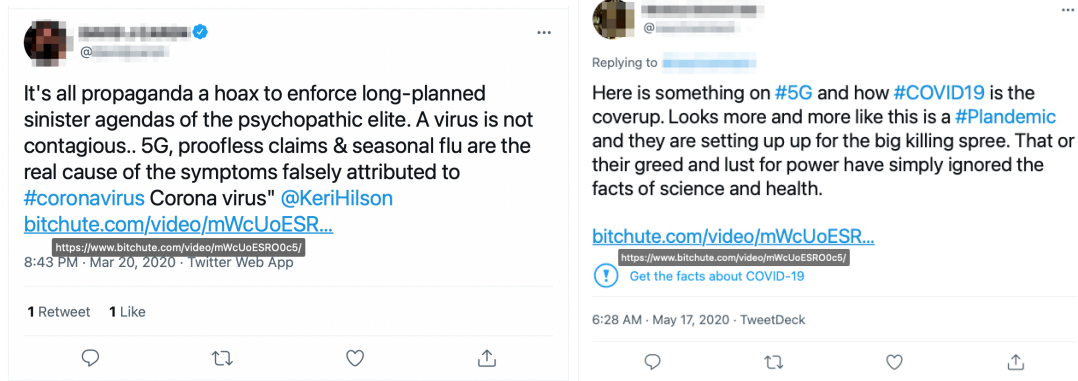 @
It's all propaganda a hoax to enforce long-planned
sinister agendas of the psychopathic elite. A virus is not
contagious.. 5G, proofless claims & seasonal flu are the
real cause of the symptoms falsely attributed to
#coronavirus Corona virus" @KeriHilson
bitchute.com/video/mWcUoESR...
https://www.bitchute.com/video/mWcUoESRO0c5/
8:43 PM · Mar 20, 2020 · Twitter Web App
1 Retweet 1 Like
@
Replying to
Here is something on #5G and how #COVID19 is the
coverup. Looks more and more like this is a #Plandemic
and they are setting up up for the big killing spree. That or
their greed and lust for power have simply ignored the
facts of science and health.
bitchute.com/video/mWcUoESR...
https://www.bitchute.com/video/mWcUoESRO0c5/
Get the facts about COVID-19
6:28 AM · May 17, 2020 · TweetDeck